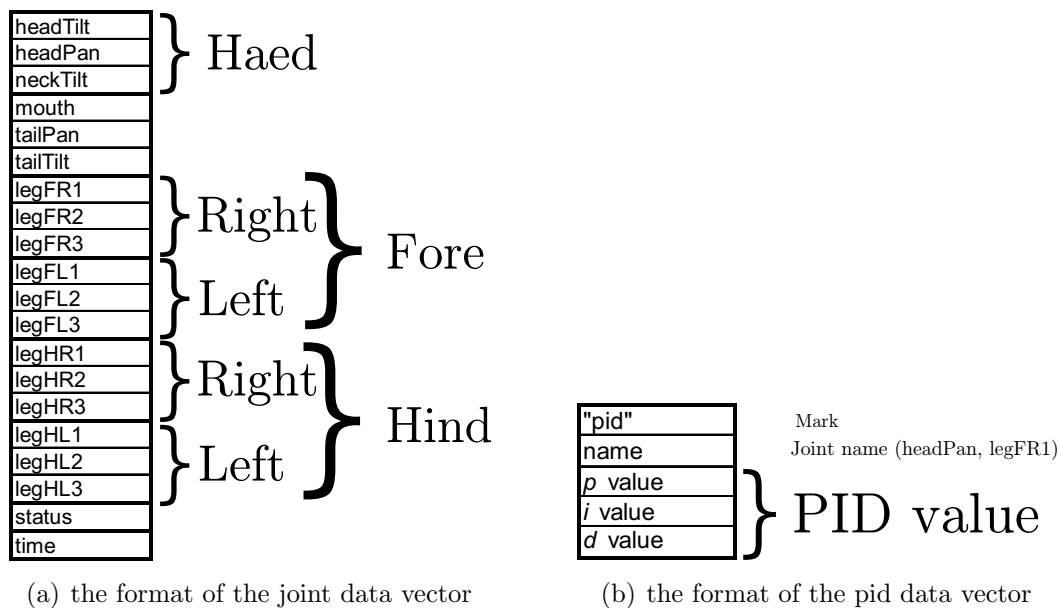 headTilt
headPan
neckTilt
Haed
mouth
tailPan
tailTilt
legFR1
legFR2
legFR3
Right
legFL1
legFL2
legFL3
Left
Fore
legHR1
legHR2
legHR3
Right
legHL1
legHL2
legHL3
Left
Hind
status
time
(a) the format of the joint data vector
"pid"
Mark
name
Joint name (headPan, legFR1)
p value
i value
d value
PID value
(b) the format of the pid data vector